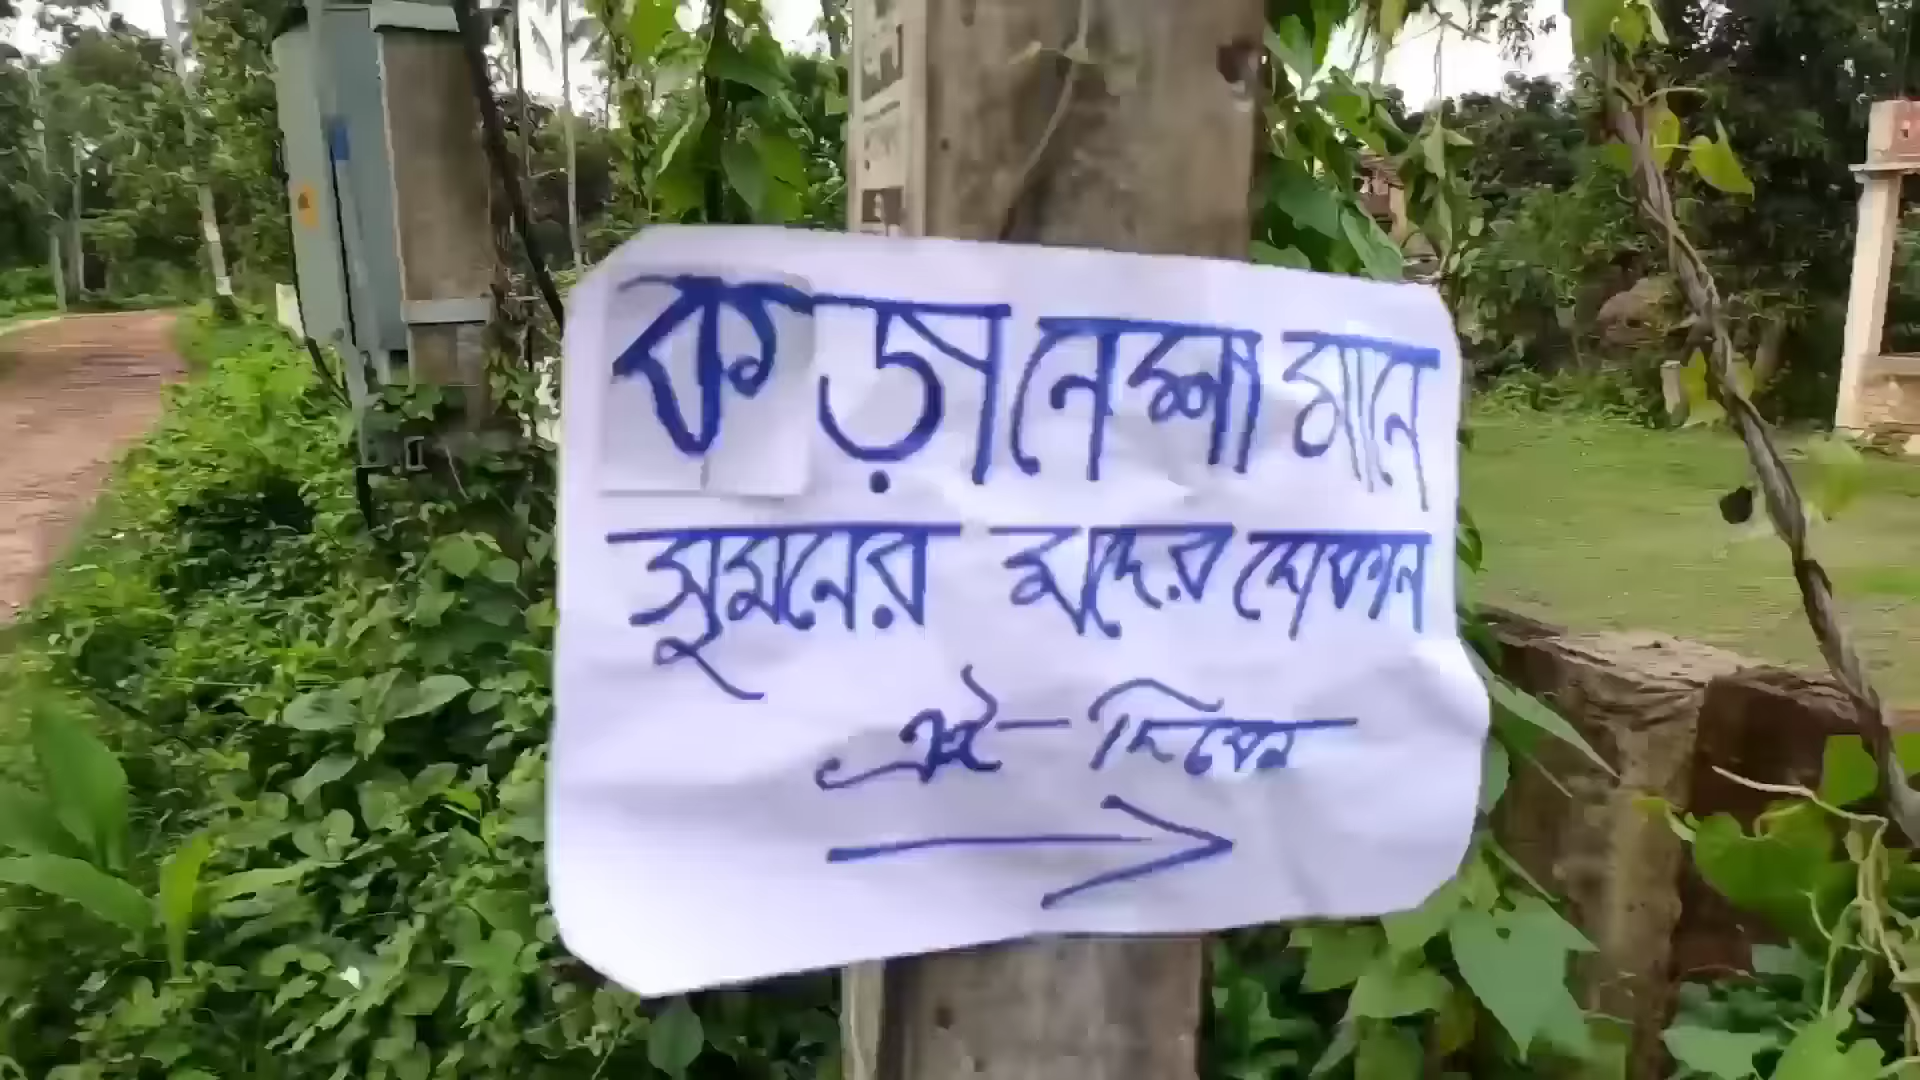 কড়া নেশা মানে
সুমনের মদের দোকান
এই দিকেন